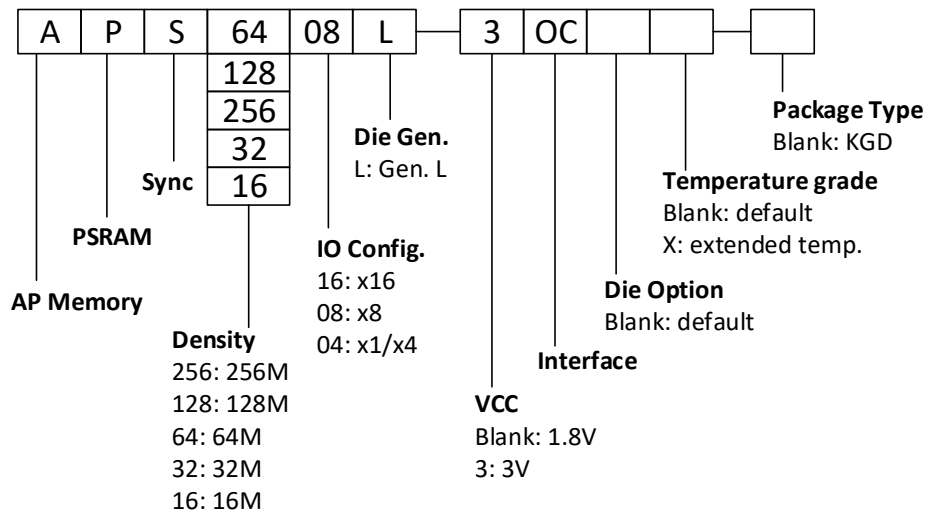 A P S 64 08 L 3 OC
128
256
32
16
Package Type
Blank: KGD
Die Gen.
L: Gen. L
Temperature grade
Blank: default
X: extended temp.
Sync
PSRAM
IO Config.
16: x16
08: x8
04: x1/x4
Die Option
Blank: default
AP Memory
Density
256: 256M
128: 128M
64: 64M
32: 32M
16: 16M
Interface
VCC
Blank: 1.8V
3: 3V